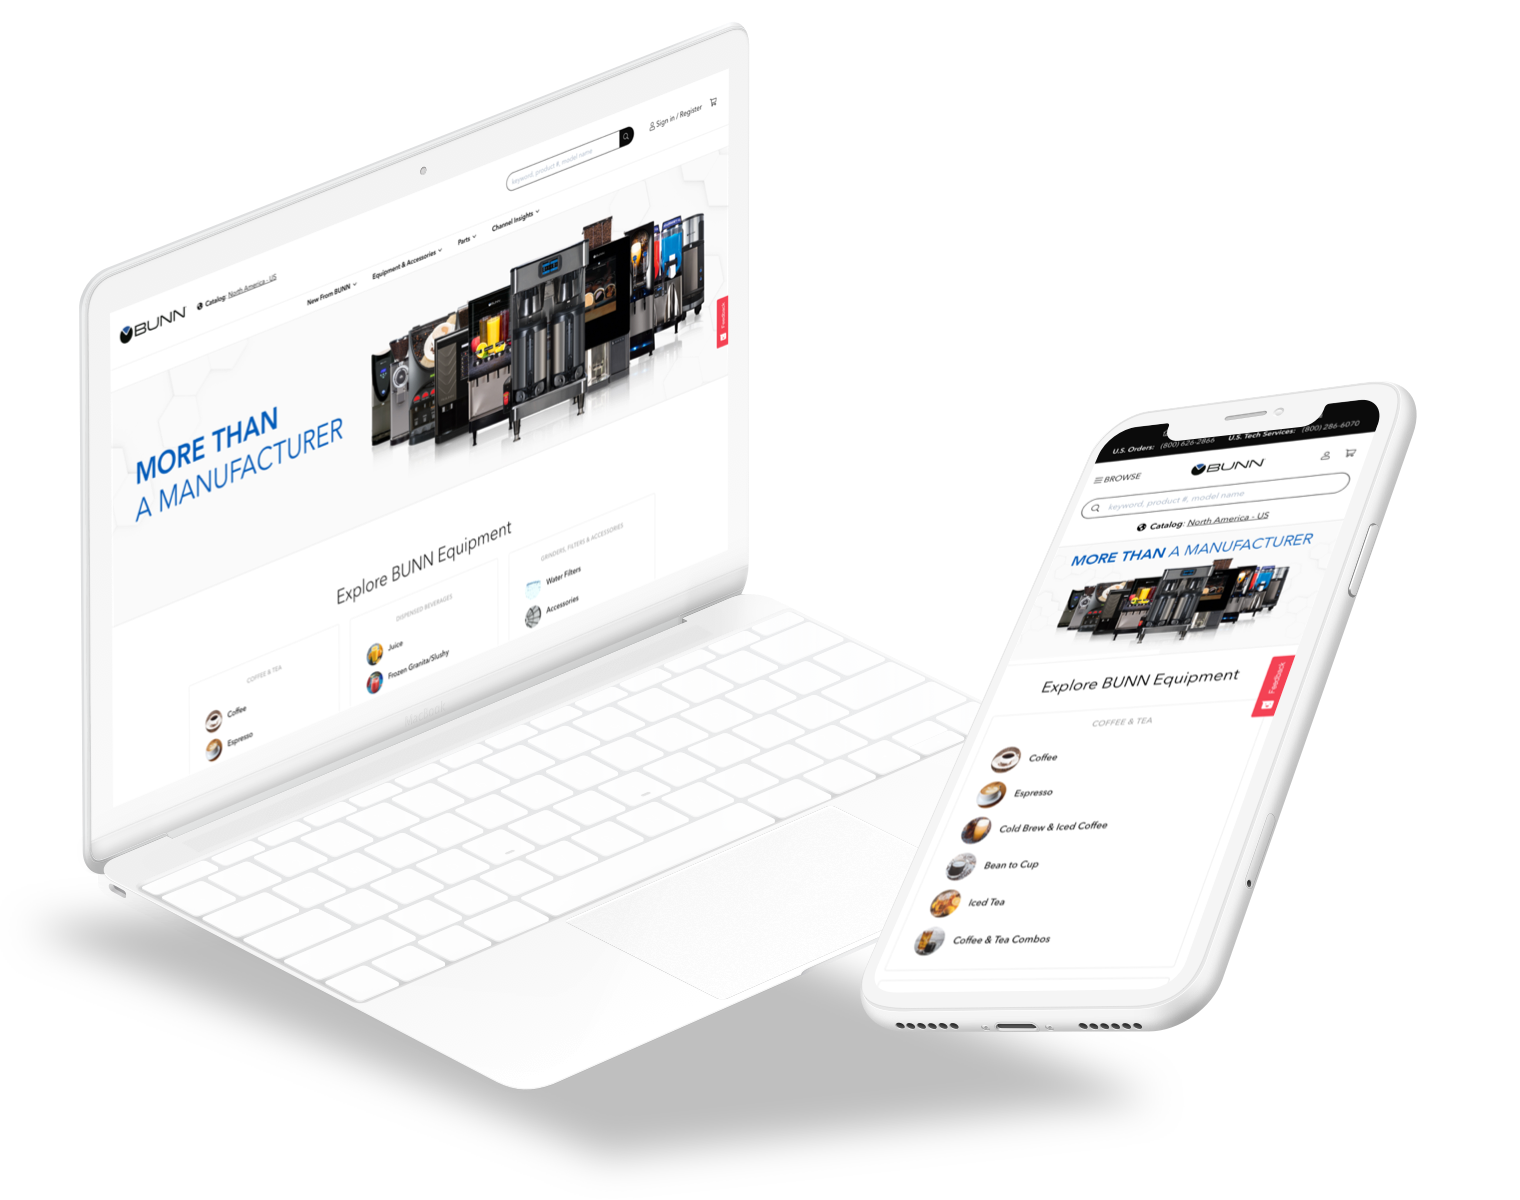 BUNN
Catalog: North America - US
keyword, product #, model name
Sign in / Register
New From BUNN
Equipment & Accessories
Parts
Channel Insights
MORE THAN
A MANUFACTURER
Feedback
Explore BUNN Equipment
COFFEE & TEA
Coffee
Espresso
DISPENSED BEVERAGES
Juice
Frozen Granita/Slushy
GRINDERS, FILTERS & ACCESSORIES
Water Filters
Accessories
MacBook
U.S. Orders: (800) 626-2866 U.S. Tech Services: (800) 286-6070
BROWSE
BUNN
keyword, product #, model name
Catalog: North America - US
MORE THAN A MANUFACTURER
Explore BUNN Equipment
Feedback
COFFEE & TEA
Coffee
Espresso
Cold Brew & Iced Coffee
Bean to Cup
Iced Tea
Coffee & Tea Combos